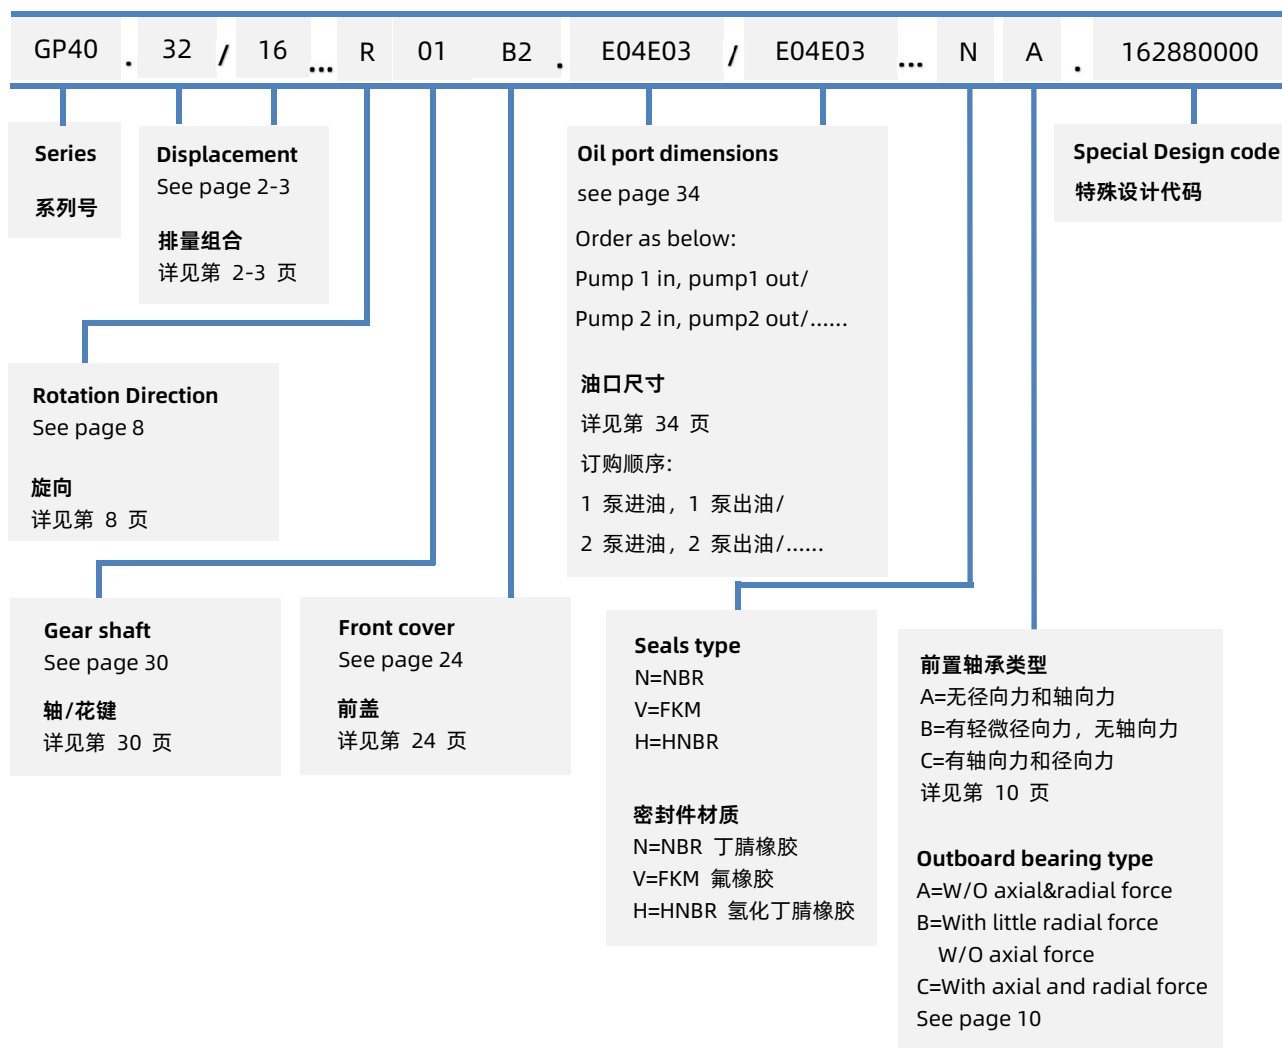 GP40 . 32 / 16 ... R 01 B2 . E04E03 / E04E03 ... N A . 162880000
Series
系列号
Displacement
See page 2-3
排量组合
详见第 2-3 页
Oil port dimensions
see page 34
Order as below:
Pump 1 in, pump1 out/
Pump 2 in, pump2 out/......
油口尺寸
详见第 34 页
订购顺序:
1 泵进油，1 泵出油/
2 泵进油，2 泵出油/......
Special Design code
特殊设计代码
Rotation Direction
See page 8
旋向
详见第 8 页
Gear shaft
See page 30
轴/花键
详见第 30 页
Front cover
See page 24
前盖
详见第 24 页
Seals type
N=NBR
V=FKM
H=HNBR
密封件材质
N=NBR 丁腈橡胶
V=FKM 氟橡胶
H=HNBR 氢化丁腈橡胶
前置轴承类型
A=无径向力和轴向力
B=有轻微径向力，无轴向力
C=有轴向力和径向力
详见第 10 页
Outboard bearing type
A=W/O axial&radial force
B=With little radial force
W/O axial force
C=With axial and radial force
See page 10